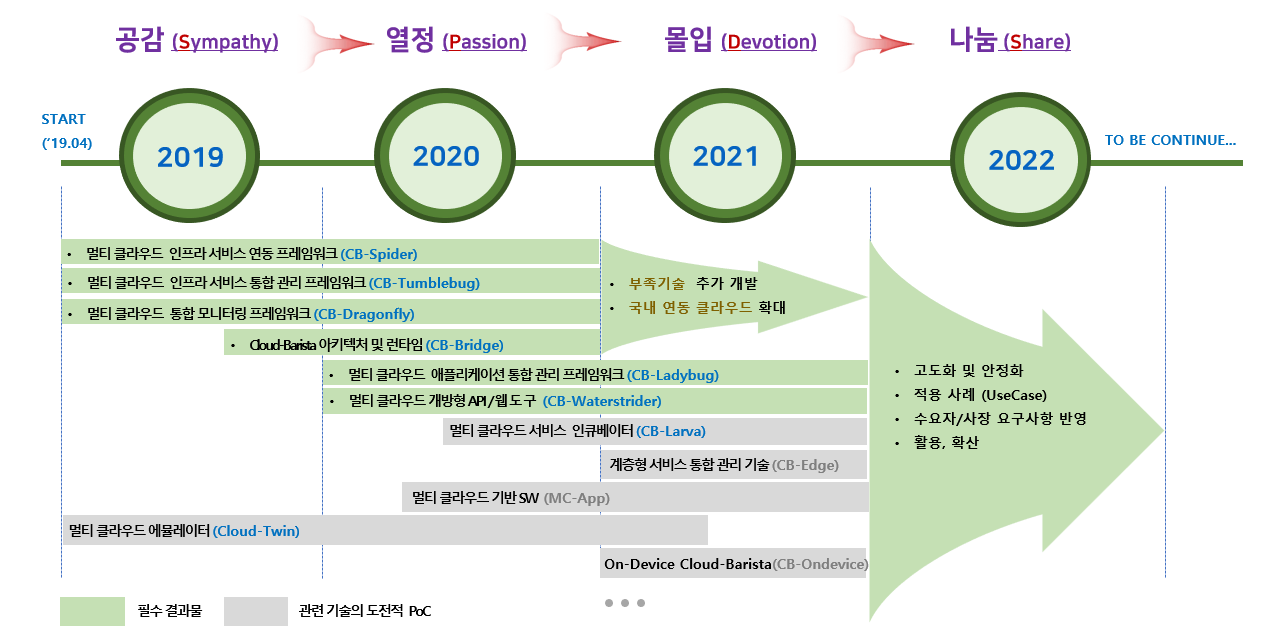 공감 (Sympathy)
열정 (Passion)
몰입 (Devotion)
나눔 (Share)
START
('19.04)
2019
2020
2021
2022
TO BE CONTINUE...
• 멀티 클라우드 인프라 서비스 연동 프레임워크 (CB-Spider)
• 멀티 클라우드 인프라 서비스 통합 관리 프레임워크 (CB-Tumblebug)
• 멀티 클라우드 통합 모니터링 프레임워크 (CB-Dragonfly)
• Cloud-Barista 아키텍처 및 런타임 (CB-Bridge)
• 부족기술 추가 개발
• 국내 연동 클라우드 확대
• 멀티 클라우드 애플리케이션 통합 관리 프레임워크 (CB-Ladybug)
• 멀티 클라우드 개방형 API/웹 도구 (CB-Waterstrider)
멀티 클라우드 서비스 인큐베이터 (CB-Larva)
계층형 서비스 통합 관리 기술 (CB-Edge)
멀티 클라우드 기반 SW (MC-App)
멀티 클라우드 에뮬레이터 (Cloud-Twin)
On-Device Cloud-Barista(CB-Ondevice)
• 고도화 및 안정화
• 적용 사례 (UseCase)
• 수요자/사장 요구사항 반영
• 활용, 확산
필수 결과물
관련 기술의 도전적 PoC